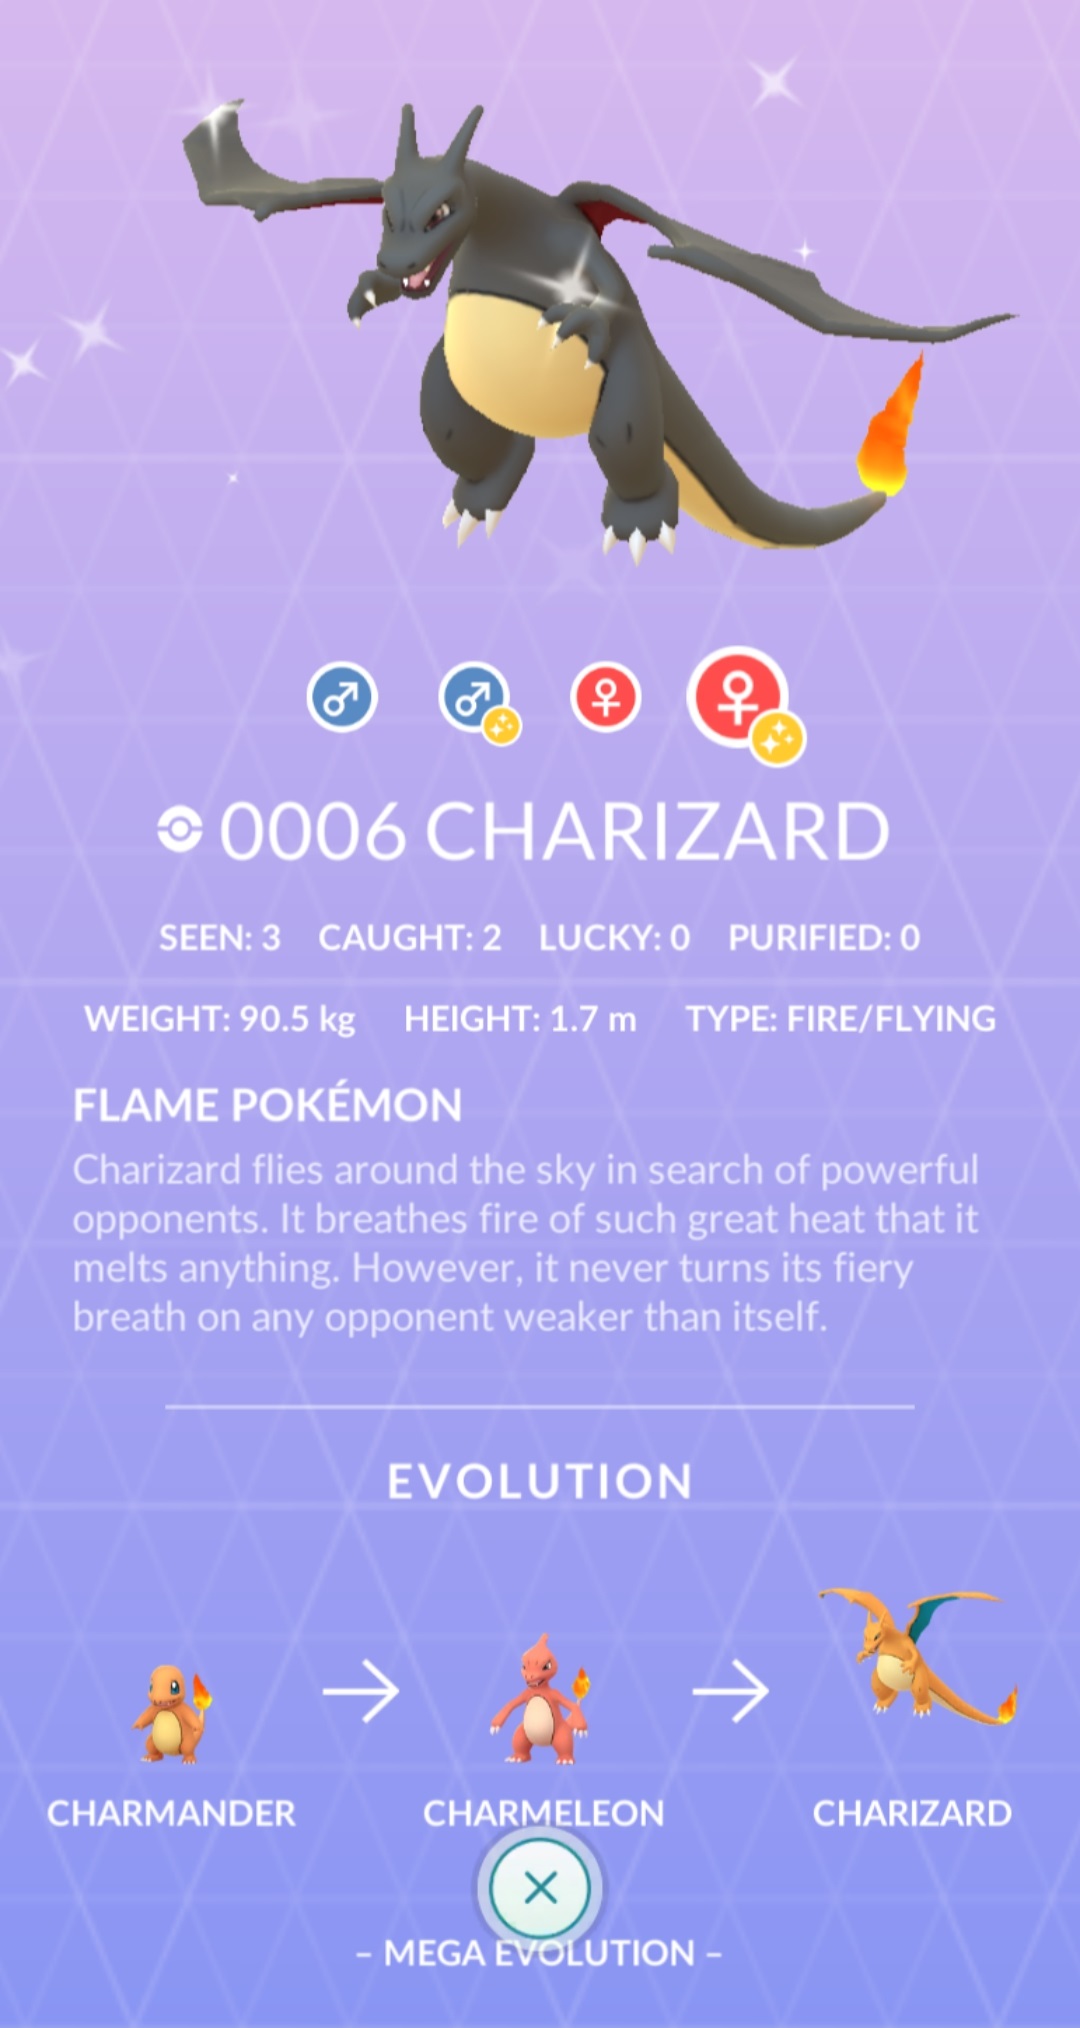 0006 CHARIZARD
SEEN: 3 CAUGHT: 2 LUCKY: 0 PURIFIED: 0
WEIGHT: 90.5 kg HEIGHT: 1.7 m TYPE: FIRE/FLYING
FLAME POKÉMON
Charizard flies around the sky in search of powerful
opponents. It breathes fire of such great heat that it
melts anything. However, it never turns its fiery
breath on any opponent weaker than itself.
EVOLUTION
CHARMANDER CHARMELEON CHARIZARD
– MEGA EVOLUTION –